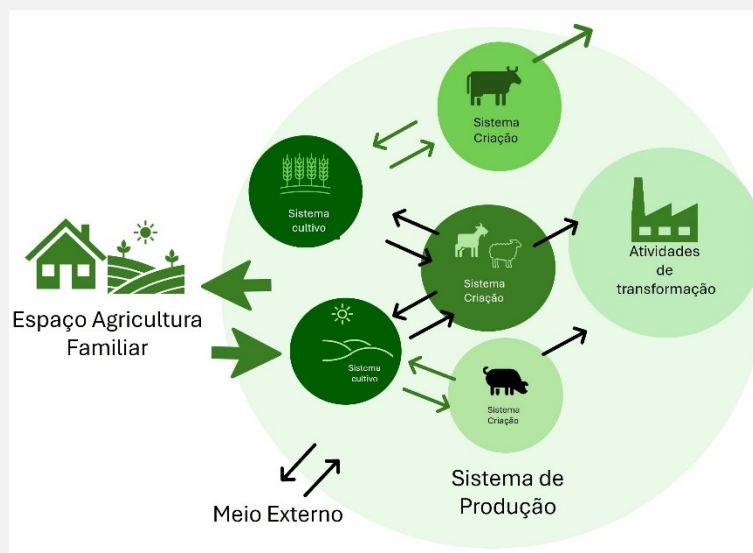 Sistema
Criação
Sistema
cultivo
Sistema
Criação
Atividades
de
transformação
Espaço Agricultura
Familiar
Sistema
cultivo
Sistema
Criação
Sistema de
Produção
Meio Externo